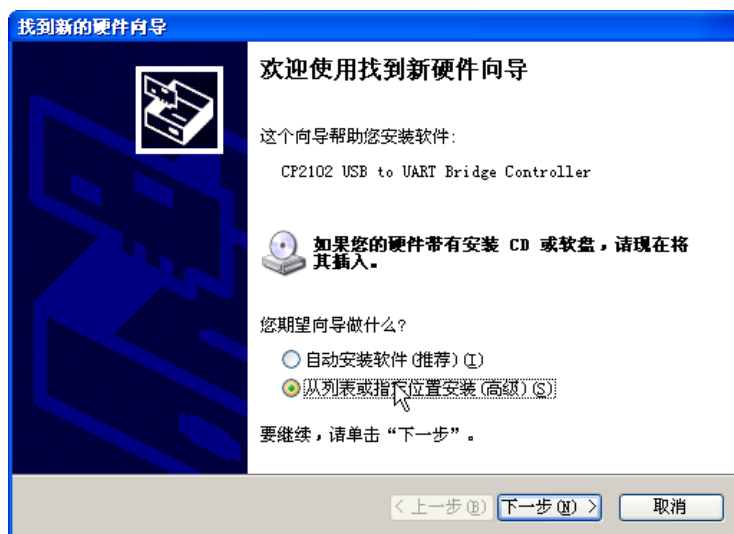 找到新的硬件向导
欢迎使用找到新硬件向导
这个向导帮助您安装软件:
CP2102 USB to UART Bridge Controller
如果您的硬件带有安装 CD 或软盘，请现在将
其插入。
您期望向导做什么?
自动安装软件(推荐)(I)
从列表或指定位置安装(高级)(S)
要继续，请单击“下一步”。
< 上一步(B) 下一步(N) > 取消